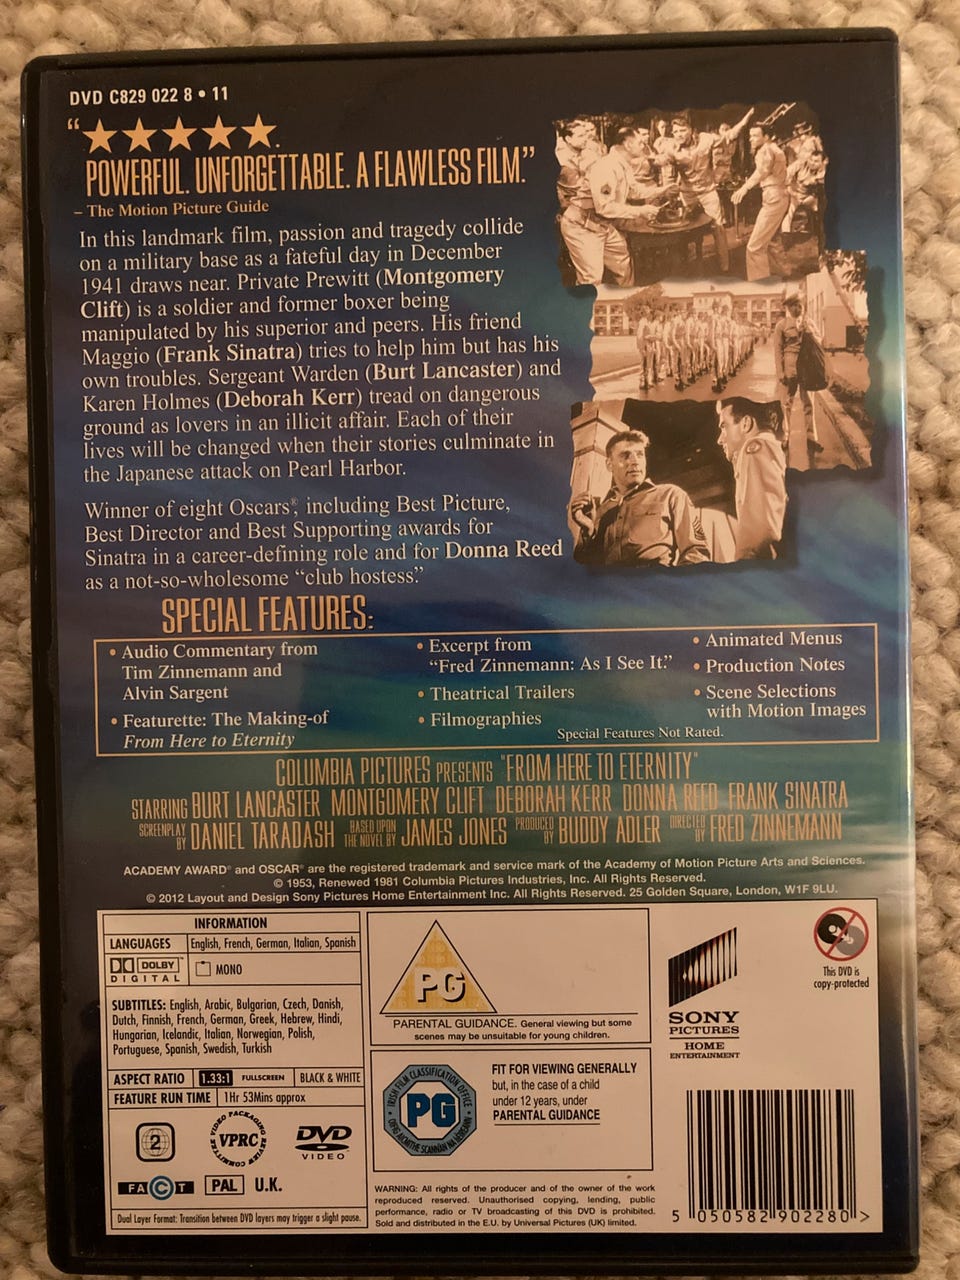 DVD C829 022 8 • 11
“★★★★★.
POWERFUL. UNFORGETTABLE. A FLAWLESS FILM.”
– The Motion Picture Guide
In this landmark film, passion and tragedy collide
on a military base as a fateful day in December
1941 draws near. Private Prewitt (Montgomery
Clift) is a soldier and former boxer being
manipulated by his superior and peers. His friend
Maggio (Frank Sinatra) tries to help him but has his
own troubles. Sergeant Warden (Burt Lancaster) and
Karen Holmes (Deborah Kerr) tread on dangerous
ground as lovers in an illicit affair. Each of their
lives will be changed when their stories culminate in
the Japanese attack on Pearl Harbor.
Winner of eight Oscars®, including Best Picture,
Best Director and Best Supporting awards for
Sinatra in a career-defining role and for Donna Reed
as a not-so-wholesome “club hostess.”
SPECIAL FEATURES:
• Audio Commentary from
Tim Zinnemann and
Alvin Sargent
• Featurette: The Making-of
From Here to Eternity
• Excerpt from
“Fred Zinnemann: As I See It.”
• Theatrical Trailers
• Filmographies
• Animated Menus
• Production Notes
• Scene Selections
with Motion Images
Special Features Not Rated.
COLUMBIA PICTURES PRESENTS "FROM HERE TO ETERNITY"
STARRING BURT LANCASTER MONTGOMERY CLIFT DEBORAH KERR DONNA REED FRANK SINATRA
SCREENPLAY BY DANIEL TARADASH BASED UPON THE NOVEL BY JAMES JONES PRODUCED BY BUDDY ADLER DIRECTED BY FRED ZINNEMANN
ACADEMY AWARD® and OSCAR® are the registered trademark and service mark of the Academy of Motion Picture Arts and Sciences.
© 1953, Renewed 1981 Columbia Pictures Industries, Inc. All Rights Reserved.
© 2012 Layout and Design Sony Pictures Home Entertainment Inc. All Rights Reserved. 25 Golden Square, London, W1F 9LU.
INFORMATION
LANGUAGES English, French, German, Italian, Spanish
DOLBY
DIGITAL
MONO
SUBTITLES: English, Arabic, Bulgarian, Czech, Danish,
Dutch, Finnish, French, German, Greek, Hebrew, Hindi,
Hungarian, Icelandic, Italian, Norwegian, Polish,
Portuguese, Spanish, Swedish, Turkish
ASPECT RATIO 1.33:1 FULLSCREEN BLACK & WHITE
FEATURE RUN TIME 1Hr 53Mins approx
2
VIDEO PACKAGING REVIEW COMMITTEE
VPRC
DVD
VIDEO
FACT PAL U.K.
Dual Layer Format: Transition between DVD layers may trigger a slight pause.
PG
PARENTAL GUIDANCE. General viewing but some
scenes may be unsuitable for young children.
IRISH FILM CLASSIFICATION OFFICE
PG
OIFIG AICMITHE SCANNÁN NA hÉIREANN
FIT FOR VIEWING GENERALLY
but, in the case of a child
under 12 years, under
PARENTAL GUIDANCE
WARNING: All rights of the producer and of the owner of the work
reproduced reserved. Unauthorised copying, lending, public
performance, radio or TV broadcasting of this DVD is prohibited.
Sold and distributed in the E.U. by Universal Pictures (UK) limited.
SONY
PICTURES
HOME
ENTERTAINMENT
This DVD is
copy-protected
5 050582 902280 >